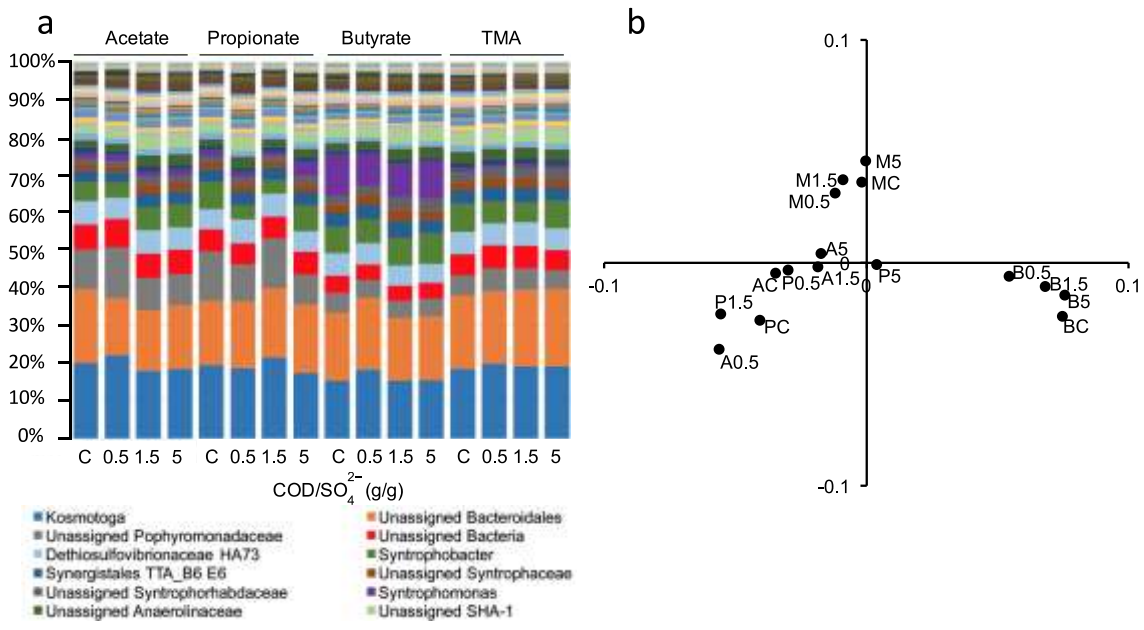 a
b
Acetate Propionate Butyrate TMA
100%
90%
80%
70%
60%
50%
40%
30%
20%
10%
0%
C 0.5 1.5 5 C 0.5 1.5 5 C 0.5 1.5 5 C 0.5 1.5 5
COD/SO₄²⁻ (g/g)
Kosmotoga
Unassigned Bacteroidales
Unassigned Pophyromonadaceae
Unassigned Bacteria
Dethiosulfovibrionaceae HA73
Syntrophobacter
Synergistales TTA_B6 E6
Unassigned Syntrophaceae
Unassigned Syntrophorhabdaceae
Syntrophomonas
Unassigned Anaerolinaceae
Unassigned SHA-1
0.1
M5
M1.5 MC
M0.5
A5
-0.1 0 0.1
AC P0.5 A1.5 P5 B0.5
0
B1.5
P1.5 B5
PC BC
A0.5
-0.1